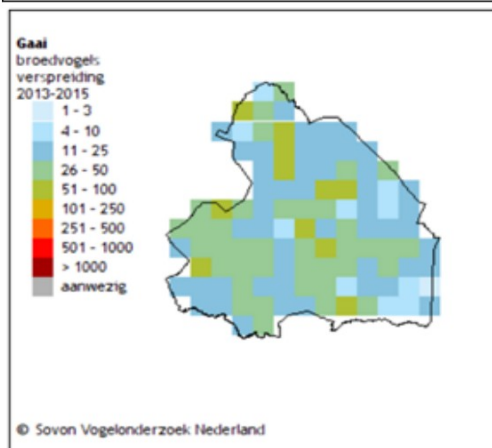 Gaai
broedvogels
verspreiding
2013-2015
1 - 3
4 - 10
11 - 25
26 - 50
51 - 100
101 - 250
251 - 500
501 - 1000
> 1000
aanwezig
© Sovon Vogelonderzoek Nederland